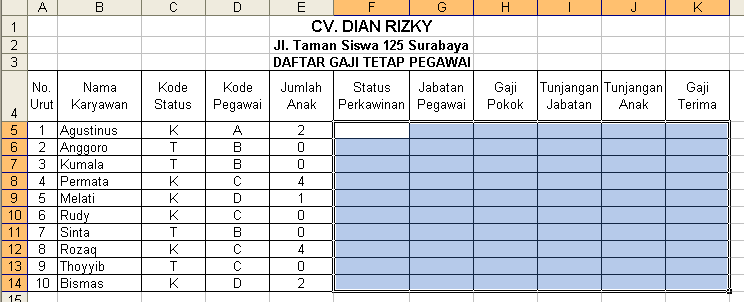 A B C D E F G H I J K
1 CV. DIAN RIZKY
2 Jl. Taman Siswa 125 Surabaya
3 DAFTAR GAJI TETAP PEGAWAI
No. Nama Kode Kode Jumlah Status Jabatan Gaji Tunjangan Tunjangan Gaji
4 Urut Karyawan Status Pegawai Anak Perkawinan Pegawai Pokok Jabatan Anak Terima
5 1 Agustinus K A 2
6 2 Anggoro T B 0
7 3 Kumala T B 0
8 4 Permata K C 4
9 5 Melati K D 1
10 6 Rudy K C 0
11 7 Sinta T B 0
12 8 Rozaq K C 4
13 9 Thoyyib T C 0
14 10 Bismas K D 2
15